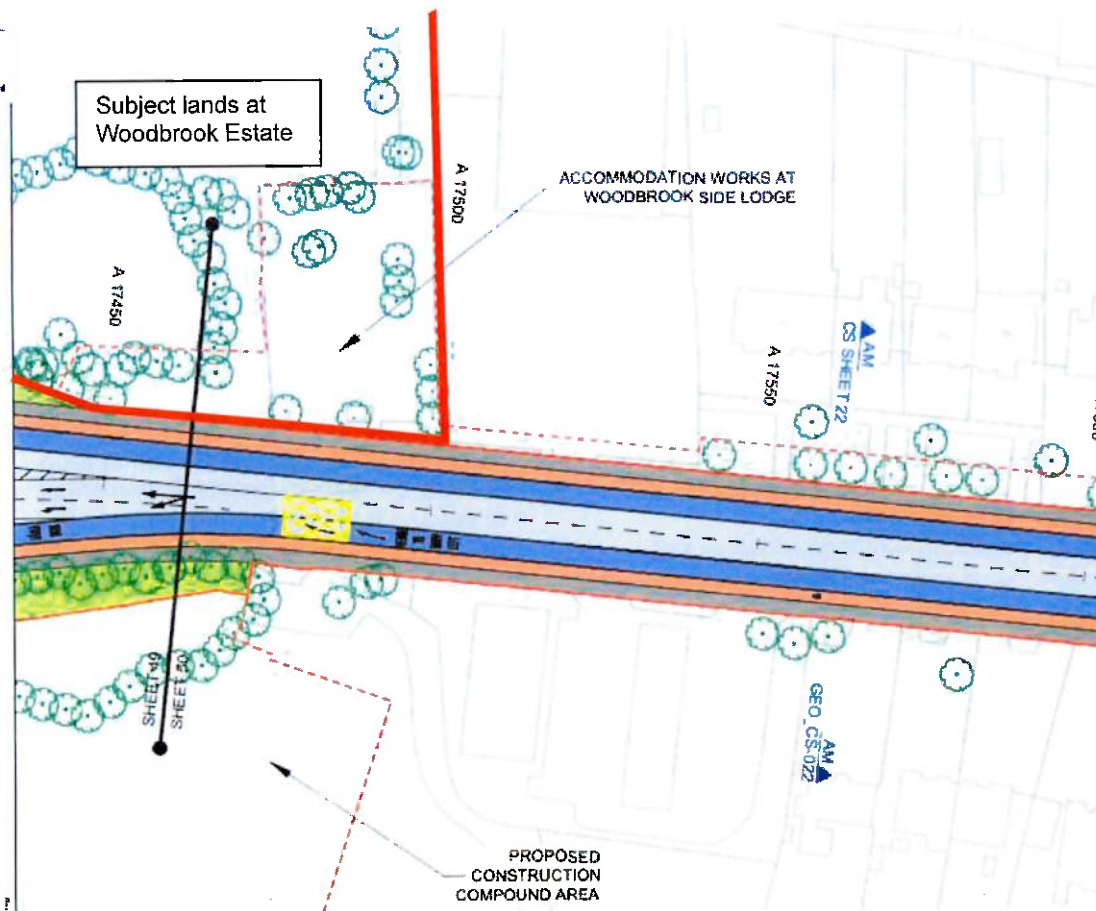 Subject lands at
Woodbrook Estate
A 17500
ACCOMMODATION WORKS AT
WOODBROOK SIDE LODGE
A 17450
AM
CS SHEET 22
A 17550
SHEET 49
SHEET 50
AM
GEO_CS-022
PROPOSED
CONSTRUCTION
COMPOUND AREA